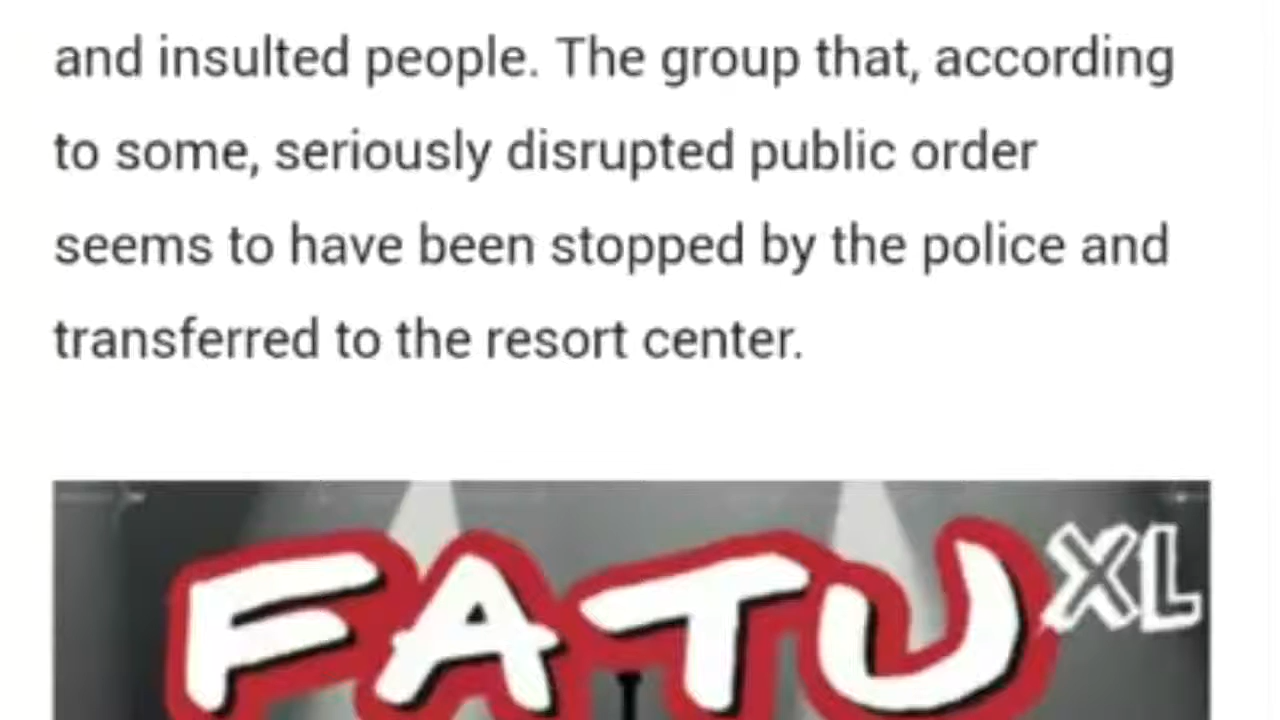 and insulted people. The group that, according
to some, seriously disrupted public order
seems to have been stopped by the police and
transferred to the resort center.
FATU XL